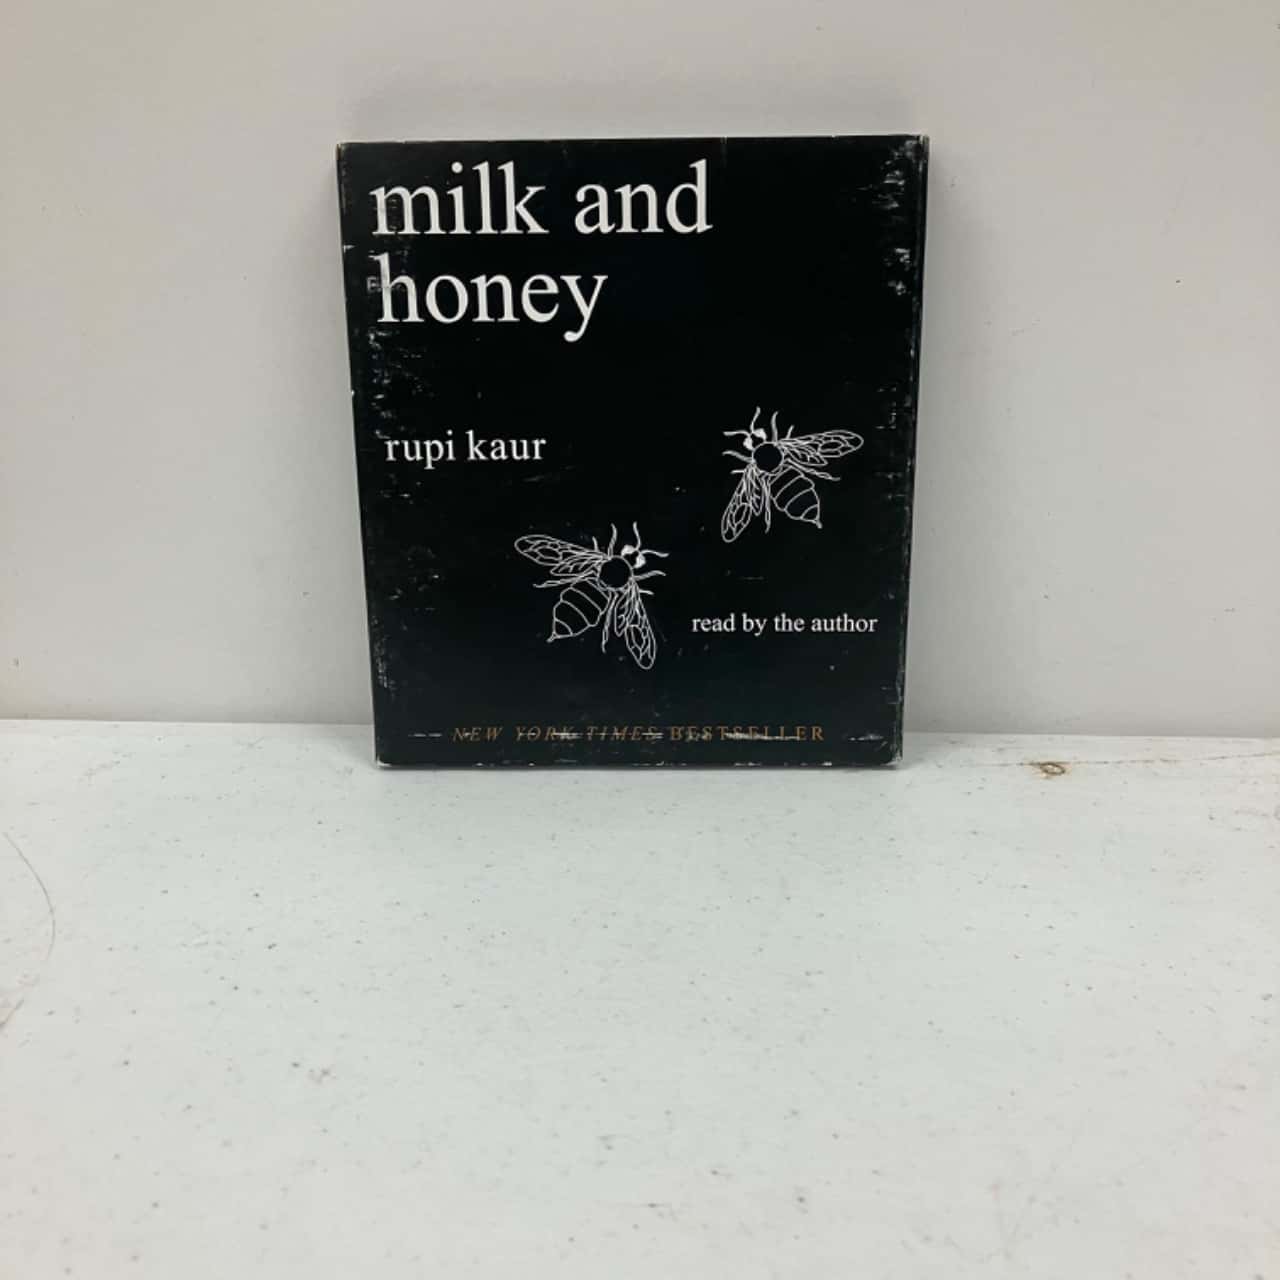 milk and
honey
rupi kaur
read by the author
NEW YORK TIMES BESTSELLER